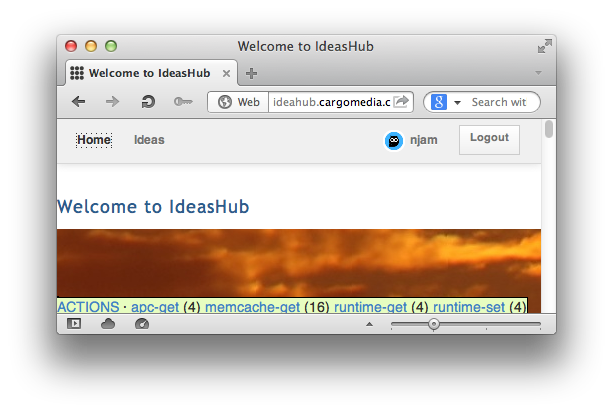 Welcome to IdeasHub
Welcome to IdeasHub
Web ideahub.cargomedia.c Search wit
Home Ideas njam Logout
Welcome to IdeasHub
ACTIONS · apc-get (4) memcache-get (16) runtime-get (4) runtime-set (4)